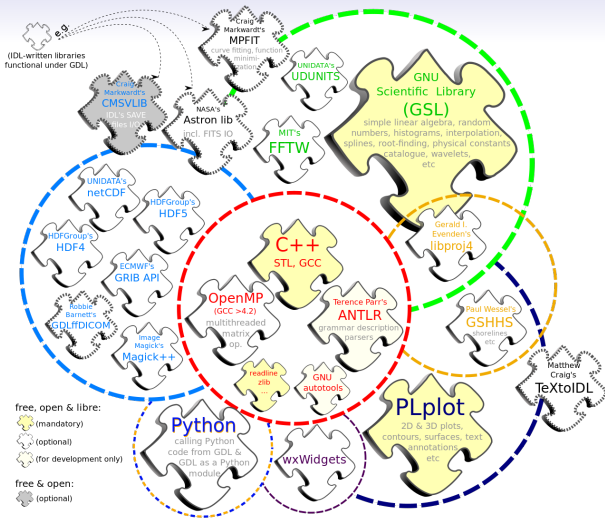 e.g.
(IDL-written libraries
functional under GDL)
Craig
Markwardt's
MPFIT
curve fitting, function
minimi-
zation
UNIDATA's
UDUNITS
GNU
Scientific Library
(GSL)
simple linear algebra, random
numbers, histograms, interpolation,
splines, root-finding, physical constants
catalogue, wavelets,
etc
Craig
Markwardt's
CMSVLIB
IDL's SAVE
files I/O
NASA's
Astron lib
incl. FITS IO
MIT's
FFTW
UNIDATA's
netCDF
HDFGroup's
HDF5
HDFGroup's
HDF4
ECMWF's
GRIB API
Robbie
Barnett's
GDLffDICOM
Image
Magick's
Magick++
Gerald I.
Evenden's
libproj4
C++
STL, GCC
OpenMP
(GCC >4.2)
multithreaded
matrix
op.
Terence Parr's
ANTLR
grammar description
parsers
Paul Wessel's
GSHHS
shorelines
etc
readline
zlib
...
GNU
autotools
Matthew
Craig's
TeXtoIDL
PLplot
2D & 3D plots,
contours, surfaces, text
annotations,
etc
Python
calling Python
code from GDL &
GDL as a Python
module
wxWidgets
free, open & libre:
(mandatory)
(optional)
(for development only)
free & open:
(optional)